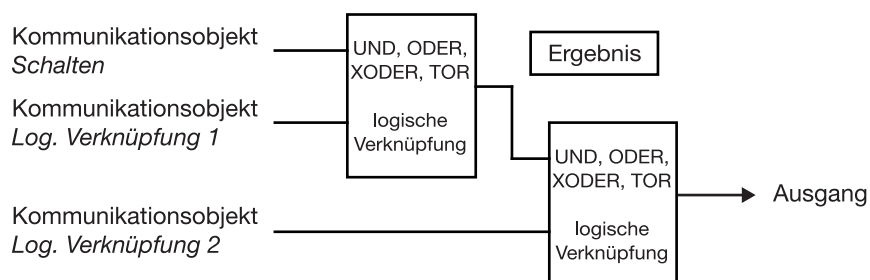 Kommunikationsobjekt
Schalten
Kommunikationsobjekt
Log. Verknüpfung 1
UND, ODER,
XODER, TOR
logische
Verknüpfung
Ergebnis
Kommunikationsobjekt
Log. Verknüpfung 2
UND, ODER,
XODER, TOR
logische
Verknüpfung
Ausgang